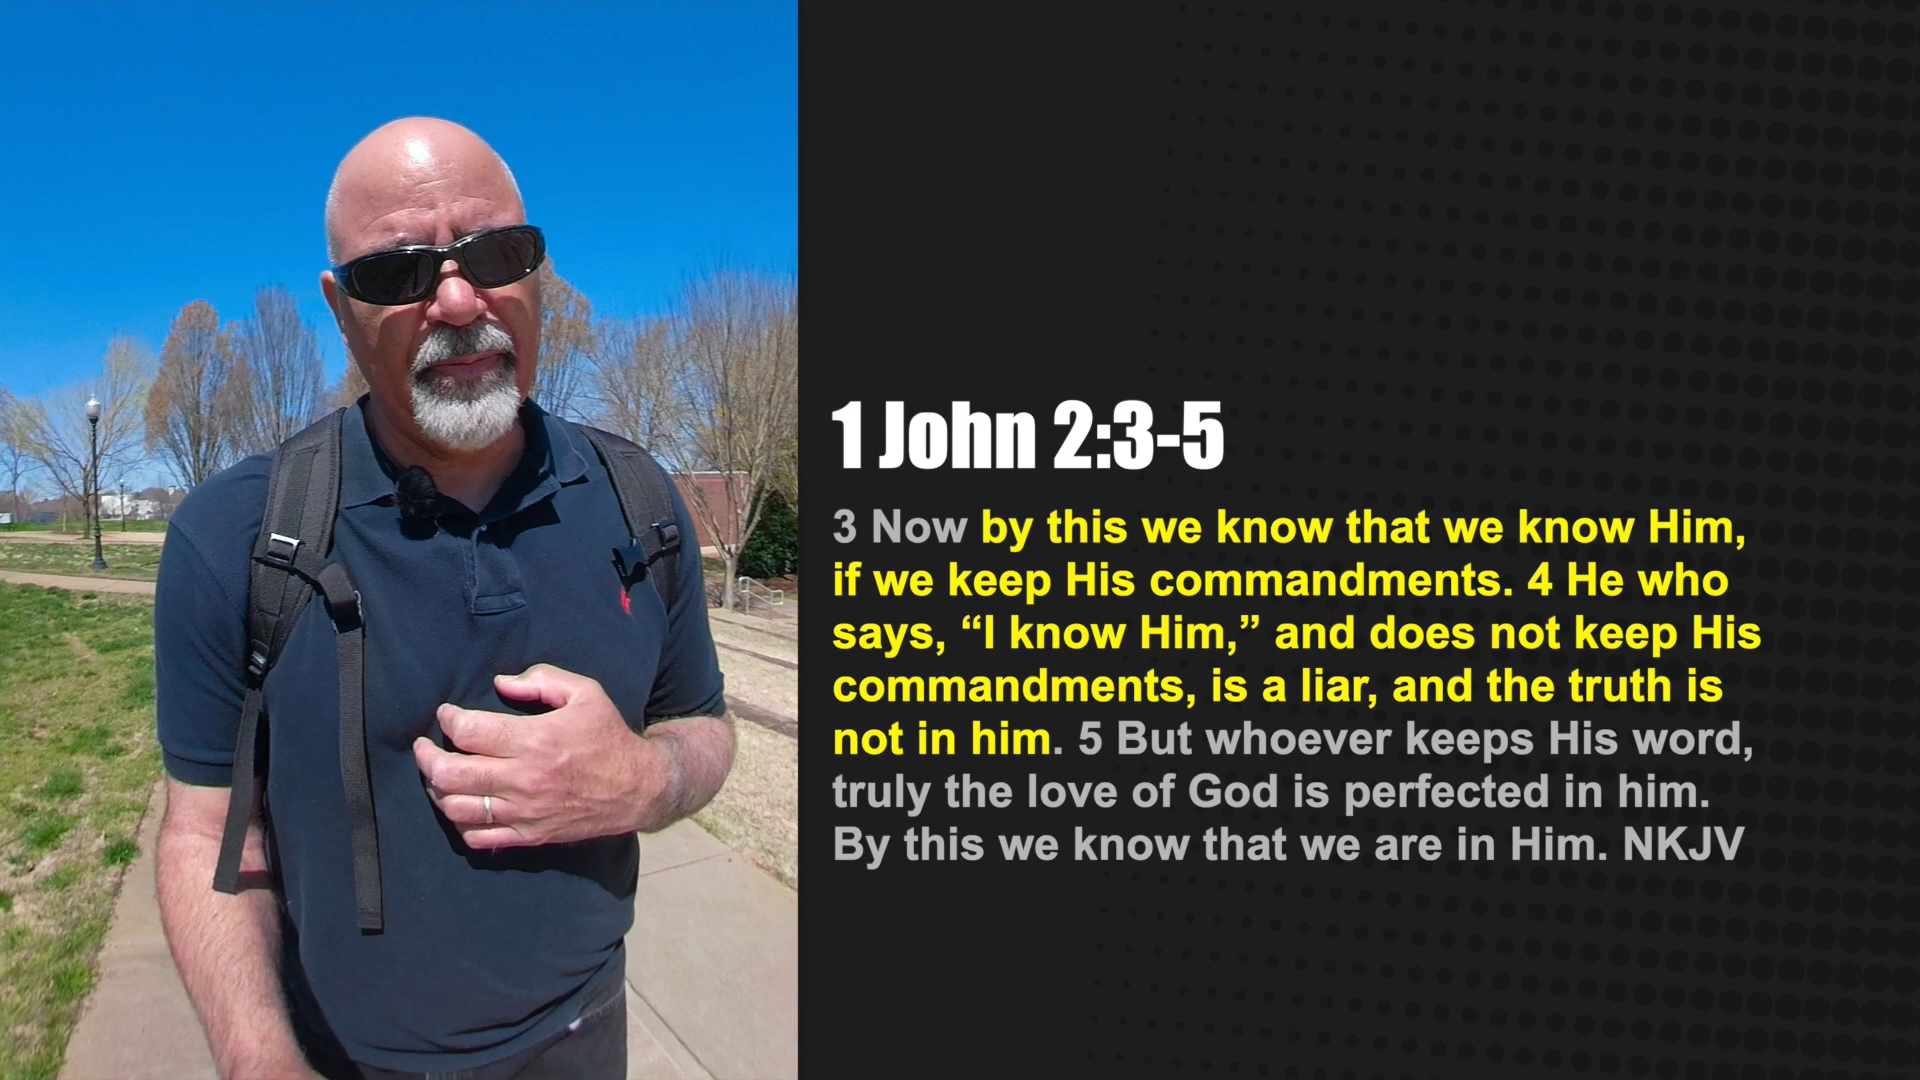 1 John 2:3-5
3 Now by this we know that we know Him,
if we keep His commandments. 4 He who
says, “I know Him,” and does not keep His
commandments, is a liar, and the truth is
not in him. 5 But whoever keeps His word,
truly the love of God is perfected in him.
By this we know that we are in Him. NKJV